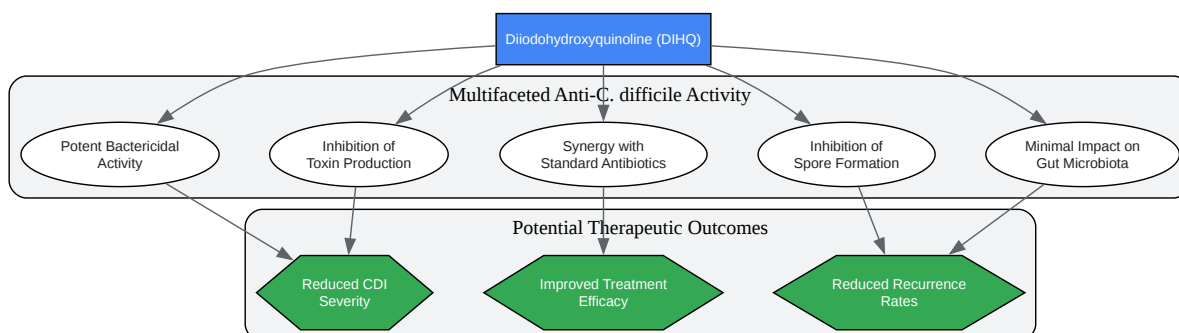 Diiodohydroxyquinoline (DIHQ)
Multifaceted Anti-C. difficile Activity
Potent Bactericidal
Activity
Inhibition of
Toxin Production
Synergy with
Standard Antibiotics
Inhibition of
Spore Formation
Minimal Impact on
Gut Microbiota
Potential Therapeutic Outcomes
Reduced CDI
Severity
Improved Treatment
Efficacy
Reduced Recurrence
Rates